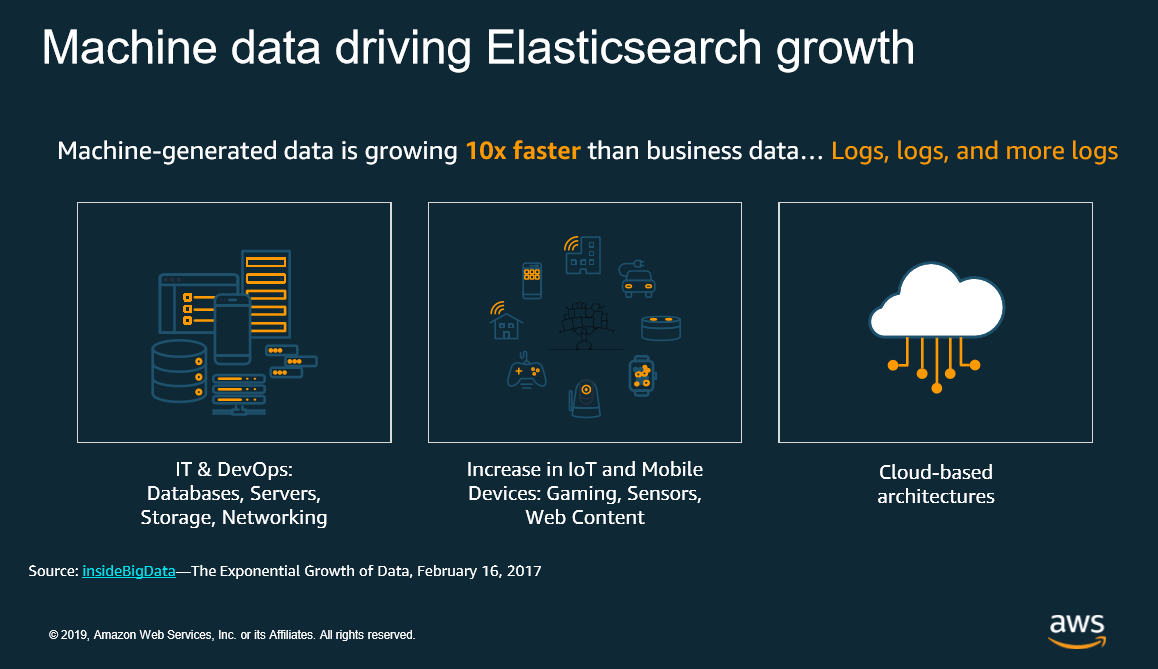 Machine data driving Elasticsearch growth
Machine-generated data is growing 10x faster than business data… Logs, logs, and more logs
IT & DevOps:
Databases, Servers,
Storage, Networking
Increase in IoT and Mobile
Devices: Gaming, Sensors,
Web Content
Cloud-based
architectures
Source: insideBigData—The Exponential Growth of Data, February 16, 2017
© 2019, Amazon Web Services, Inc. or its Affiliates. All rights reserved.
aws